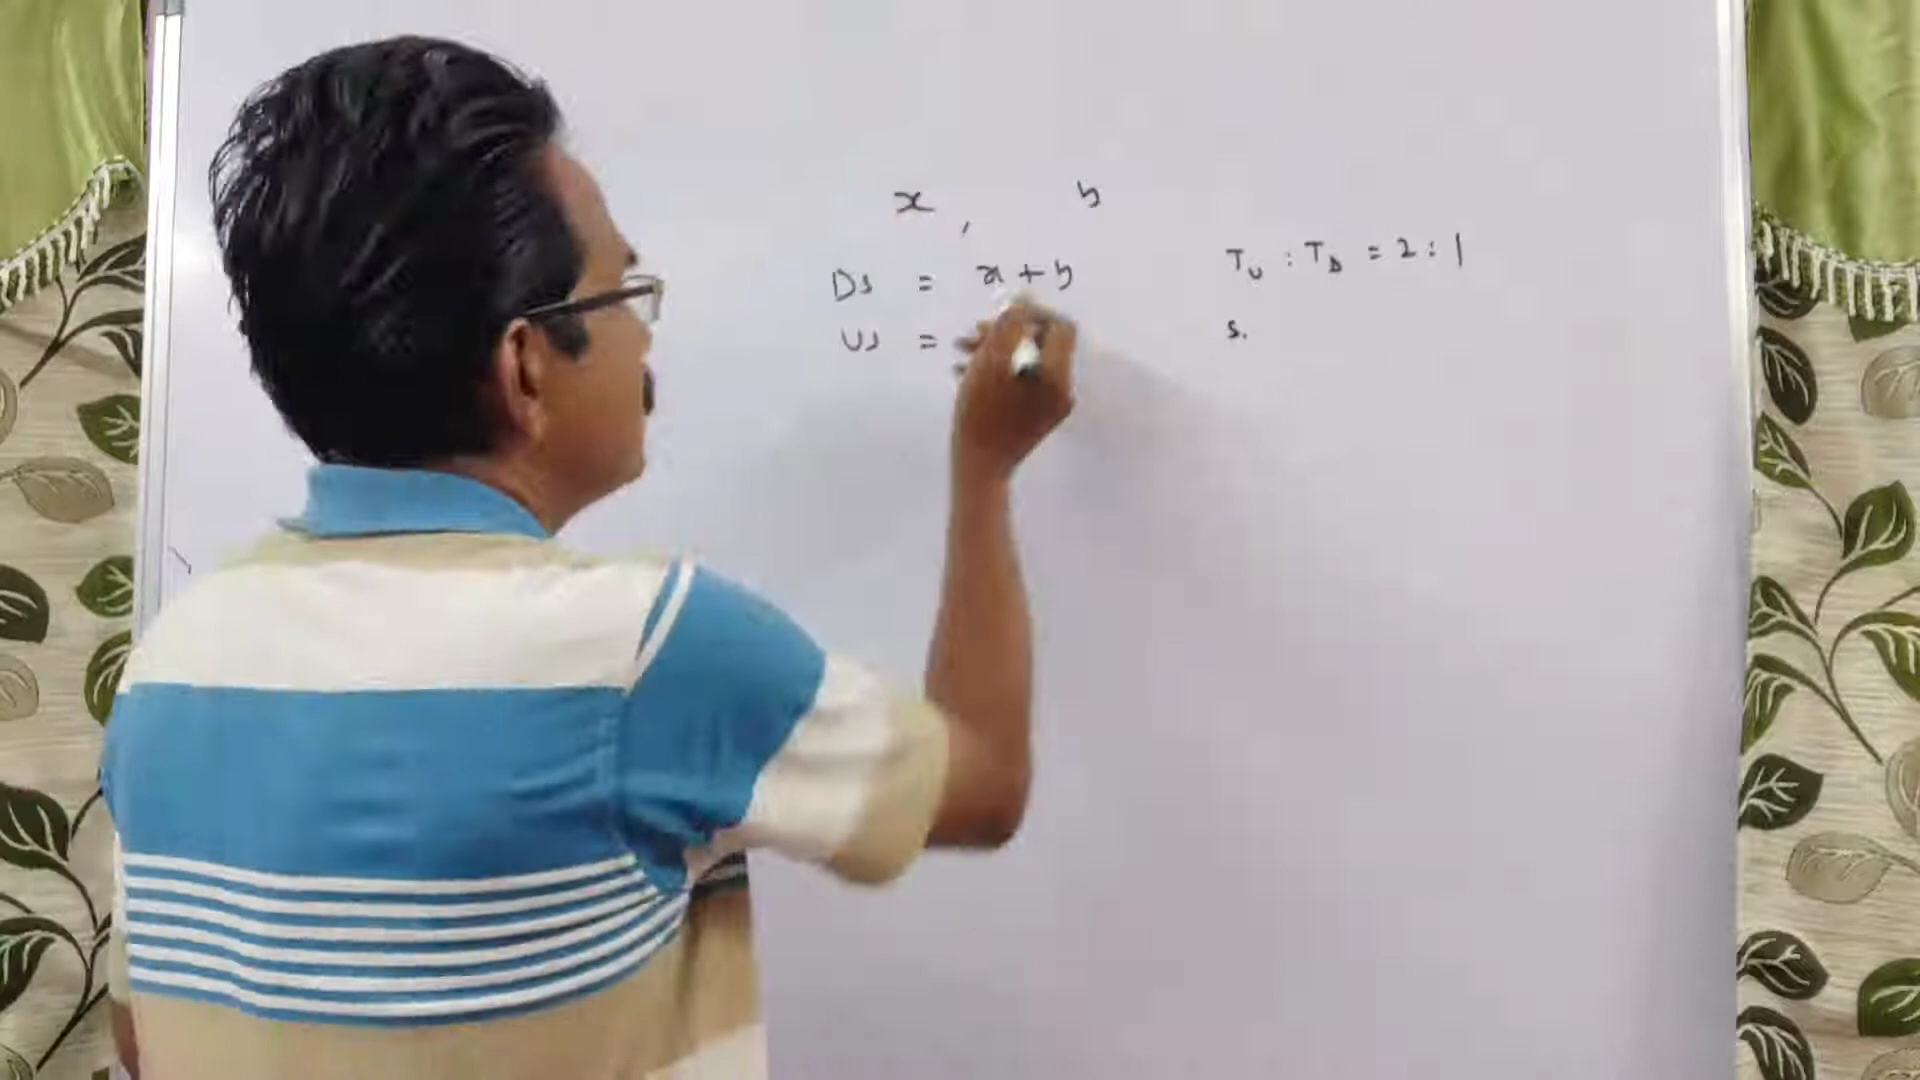 x , y
Ds = x + y
Us =
Tu : TD = 2 : 1
s.